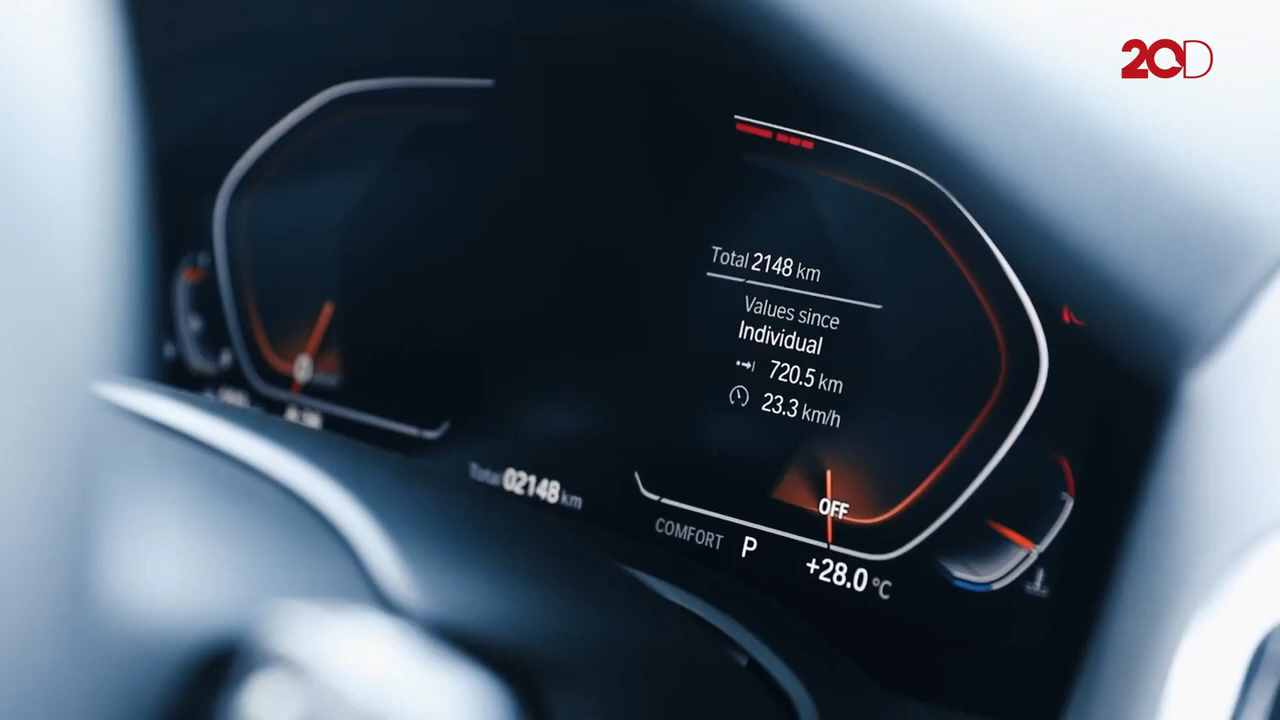 20D
Total 2148 km
Values since
Individual
720.5 km
23.3 km/h
OFF
Total 02148 km
COMFORT P
+28.0 °C